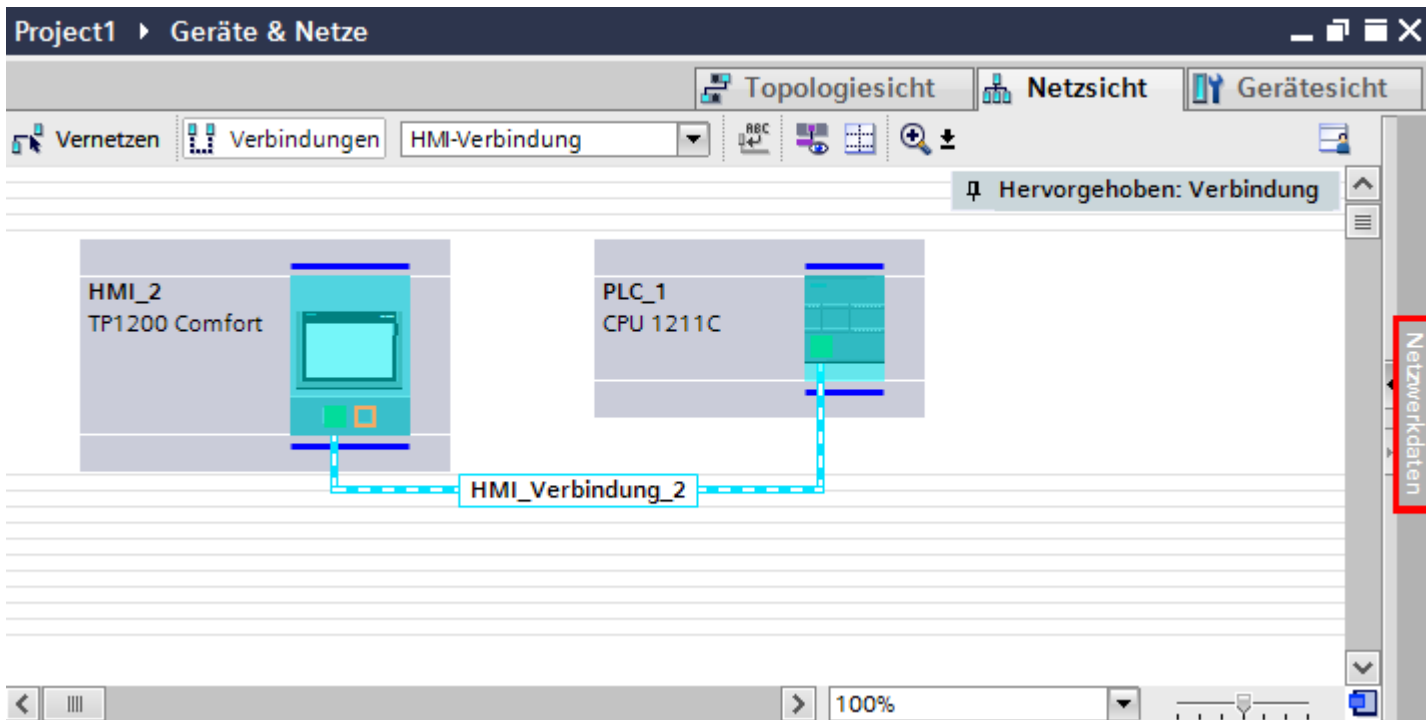 Project1 ▸ Geräte & Netze
Topologiesicht Netzsicht Gerätesicht
Vernetzen Verbindungen HMI-Verbindung ABC
Hervorgehoben: Verbindung
HMI_2
TP1200 Comfort
PLC_1
CPU 1211C
Netzwerkdaten
HMI_Verbindung_2
100%